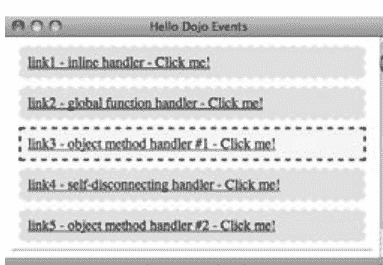 Hello Dojo Events
link1 - inline handler - Click me!
link2 - global function handler - Click me!
link3 - object method handler #1 - Click me!
link4 - self-disconnecting handler - Click me!
link5 - object method handler #2 - Click me!